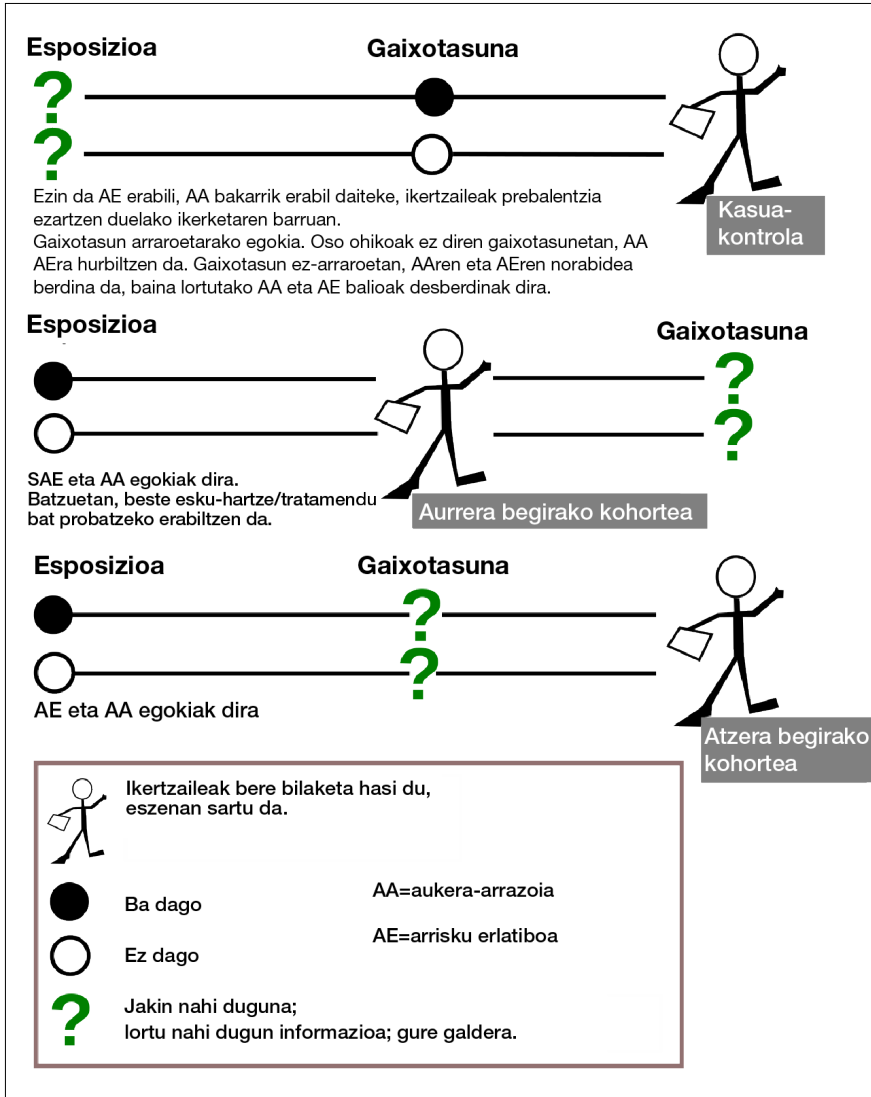 Esposizioa
Gaixotasuna
?
?
Ezin da AE erabili, AA bakarrik erabil daiteke, ikertzaileak prebalentzia
ezartzen duelako ikerketaren barruan.
Gaixotasun arraroetarako egokia. Oso ohikoak ez diren gaixotasunetan, AA
AEra hurbiltzen da. Gaixotasun ez-arraroetan, AAren eta AEren norabidea
berdina da, baina lortutako AA eta AE balioak desberdinak dira.
Kasua-
kontrola
Esposizioa
Gaixotasuna
?
?
SAE eta AA egokiak dira.
Batzuetan, beste esku-hartze/tratamendu
bat probatzeko erabiltzen da.
Aurrera begirako kohortea
Esposizioa
Gaixotasuna
?
?
AE eta AA egokiak dira
Atzera begirako
kohortea
Ikertzaileak bere bilaketa hasi du,
eszenan sartu da.
Ba dago
AA=aukera-arrazoia
Ez dago
AE=arrisku erlatiboa
?
Jakin nahi duguna;
lortu nahi dugun informazioa; gure galdera.